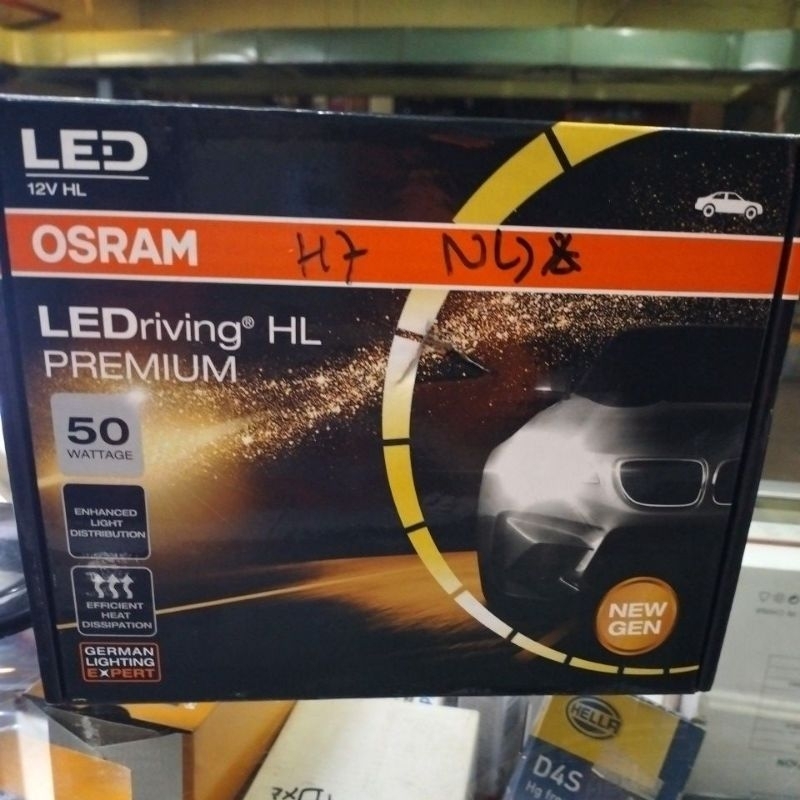 LED
12V HL
OSRAM
H7
LEDriving® HL
PREMIUM
50
WATTAGE
ENHANCED
LIGHT
DISTRIBUTION
EFFICIENT
HEAT
DISSIPATION
GERMAN
LIGHTING
EXPERT
NEW
GEN
HELLA
D4S